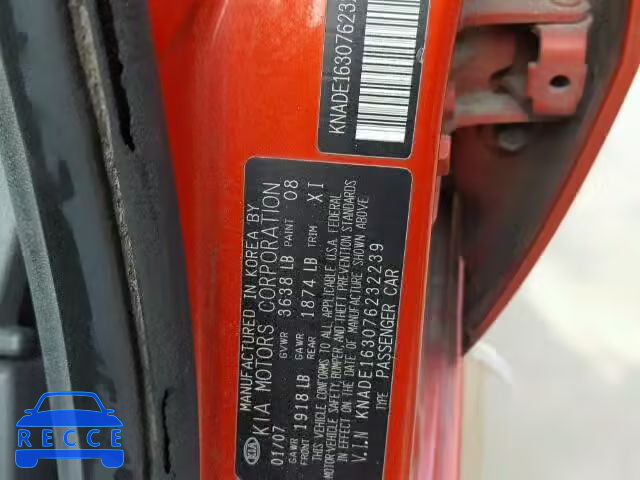 KNADE163076232
MANUFACTURED IN KOREA BY
KIA MOTORS CORPORATION
01/07 GVWR 3638 LB PAINT 08
GAWR 1918 LB GAWR REAR 1874 LB TRIM XI
THIS VEHICLE CONFORMS TO ALL APPLICABLE U.S.A. FEDERAL
MOTOR-VEHICLE SAFETY, BUMPER, AND THEFT PREVENTION STANDARDS
IN EFFECT ON THE DATE OF MANUFACTURE SHOWN ABOVE
V.I.N KNADE163076232239
TYPE PASSENGER CAR
KIA
RECCE